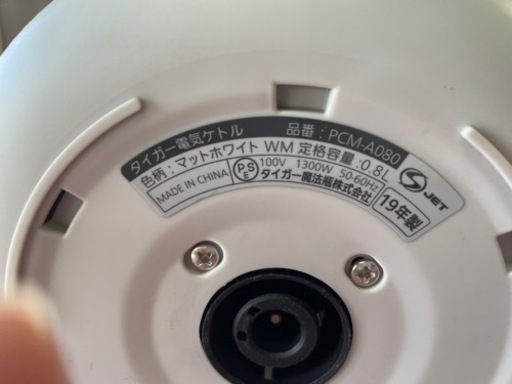 タイガー電気ケトル 品番：PCM-A080
色柄：マットホワイト WM 定格容量：0.8L
MADE IN CHINA PSE 100V 1300W 50-60Hz
タイガー魔法瓶株式会社
19年製
S JET